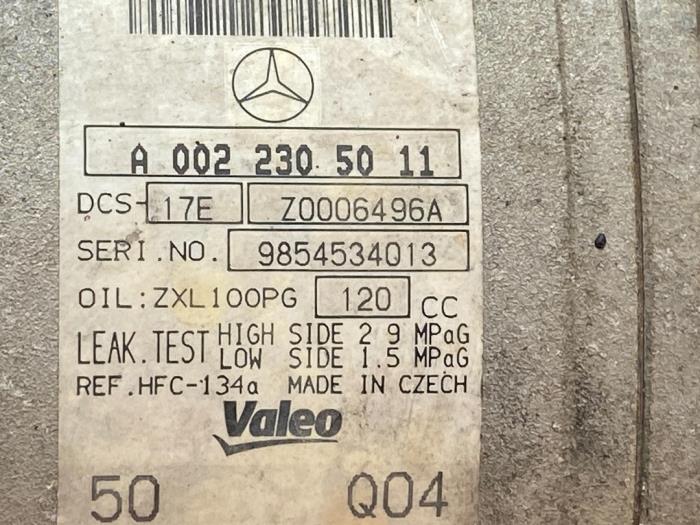 A 002 230 50 11
DCS-17E Z0006496A
SERI.NO. 9854534013
OIL:ZXL100PG 120 CC
LEAK.TEST HIGH SIDE 2 9 MPaG
LOW SIDE 1.5 MPaG
REF.HFC-134a MADE IN CZECH
Valeo
50 Q04